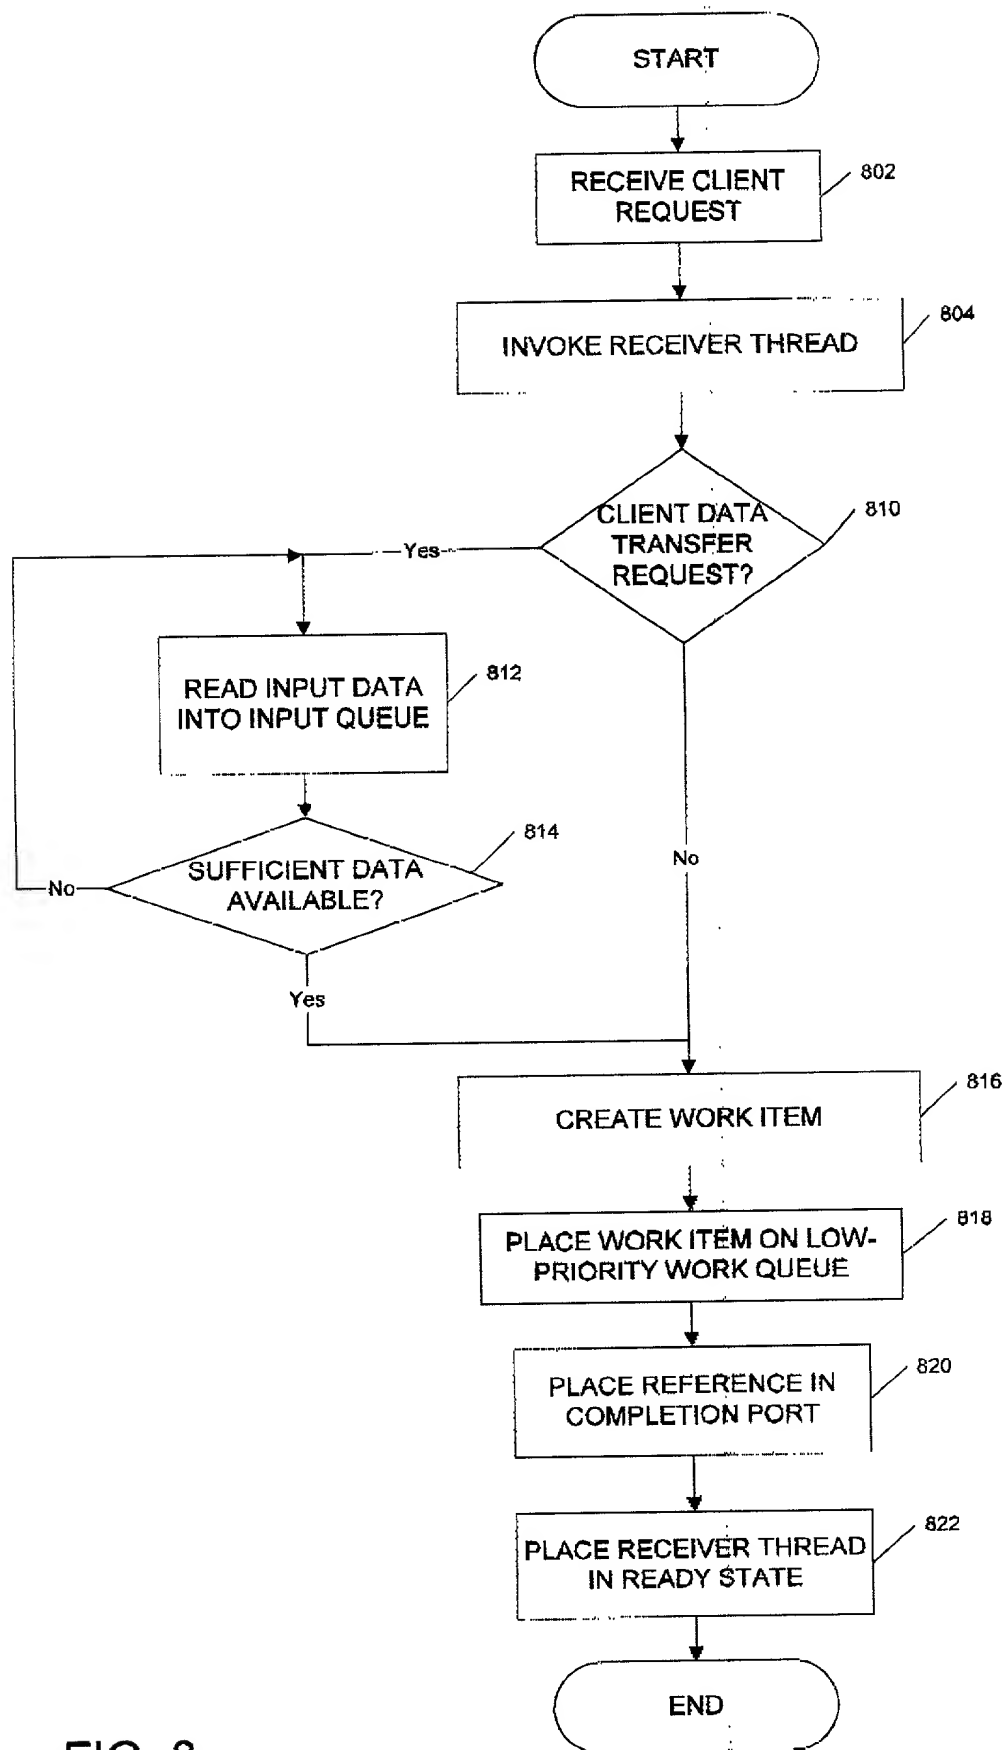 START
RECEIVE CLIENT
REQUEST
802
INVOKE RECEIVER THREAD
804
CLIENT DATA
TRANSFER
REQUEST?
810
Yes
READ INPUT DATA
INTO INPUT QUEUE
812
SUFFICIENT DATA
AVAILABLE?
814
No
No
Yes
CREATE WORK ITEM
816
PLACE WORK ITEM ON LOW-
PRIORITY WORK QUEUE
818
PLACE REFERENCE IN
COMPLETION PORT
820
PLACE RECEIVER THREAD
IN READY STATE
822
END
FIG. 8